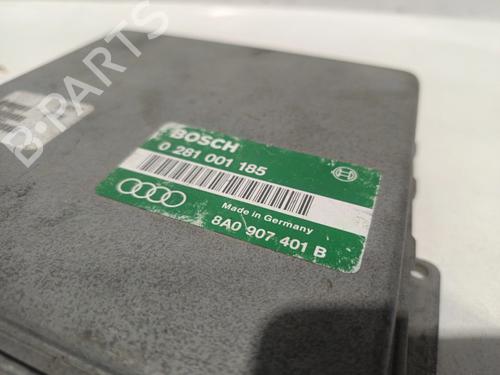 B-PARTS
BOSCH
0 281 001 185
Made in Germany
8A0 907 401 B